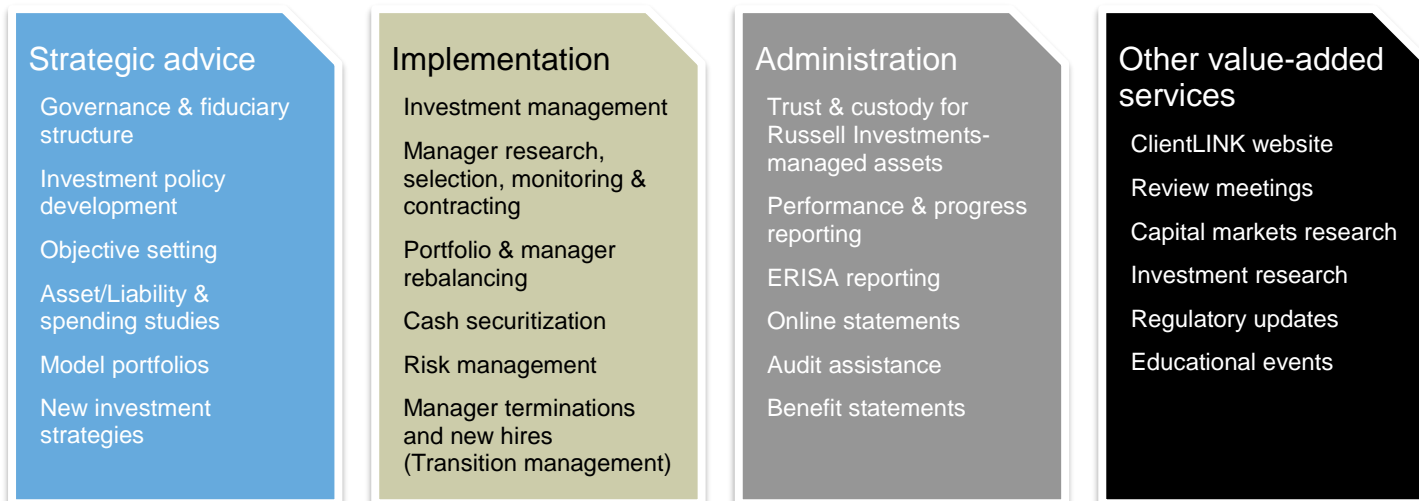 Strategic advice
Governance & fiduciary
structure
Investment policy
development
Objective setting
Asset/Liability &
spending studies
Model portfolios
New investment
strategies
Implementation
Investment management
Manager research,
selection, monitoring &
contracting
Portfolio & manager
rebalancing
Cash securitization
Risk management
Manager terminations
and new hires
(Transition management)
Administration
Trust & custody for
Russell Investments-
managed assets
Performance & progress
reporting
ERISA reporting
Online statements
Audit assistance
Benefit statements
Other value-added
services
ClientLINK website
Review meetings
Capital markets research
Investment research
Regulatory updates
Educational events